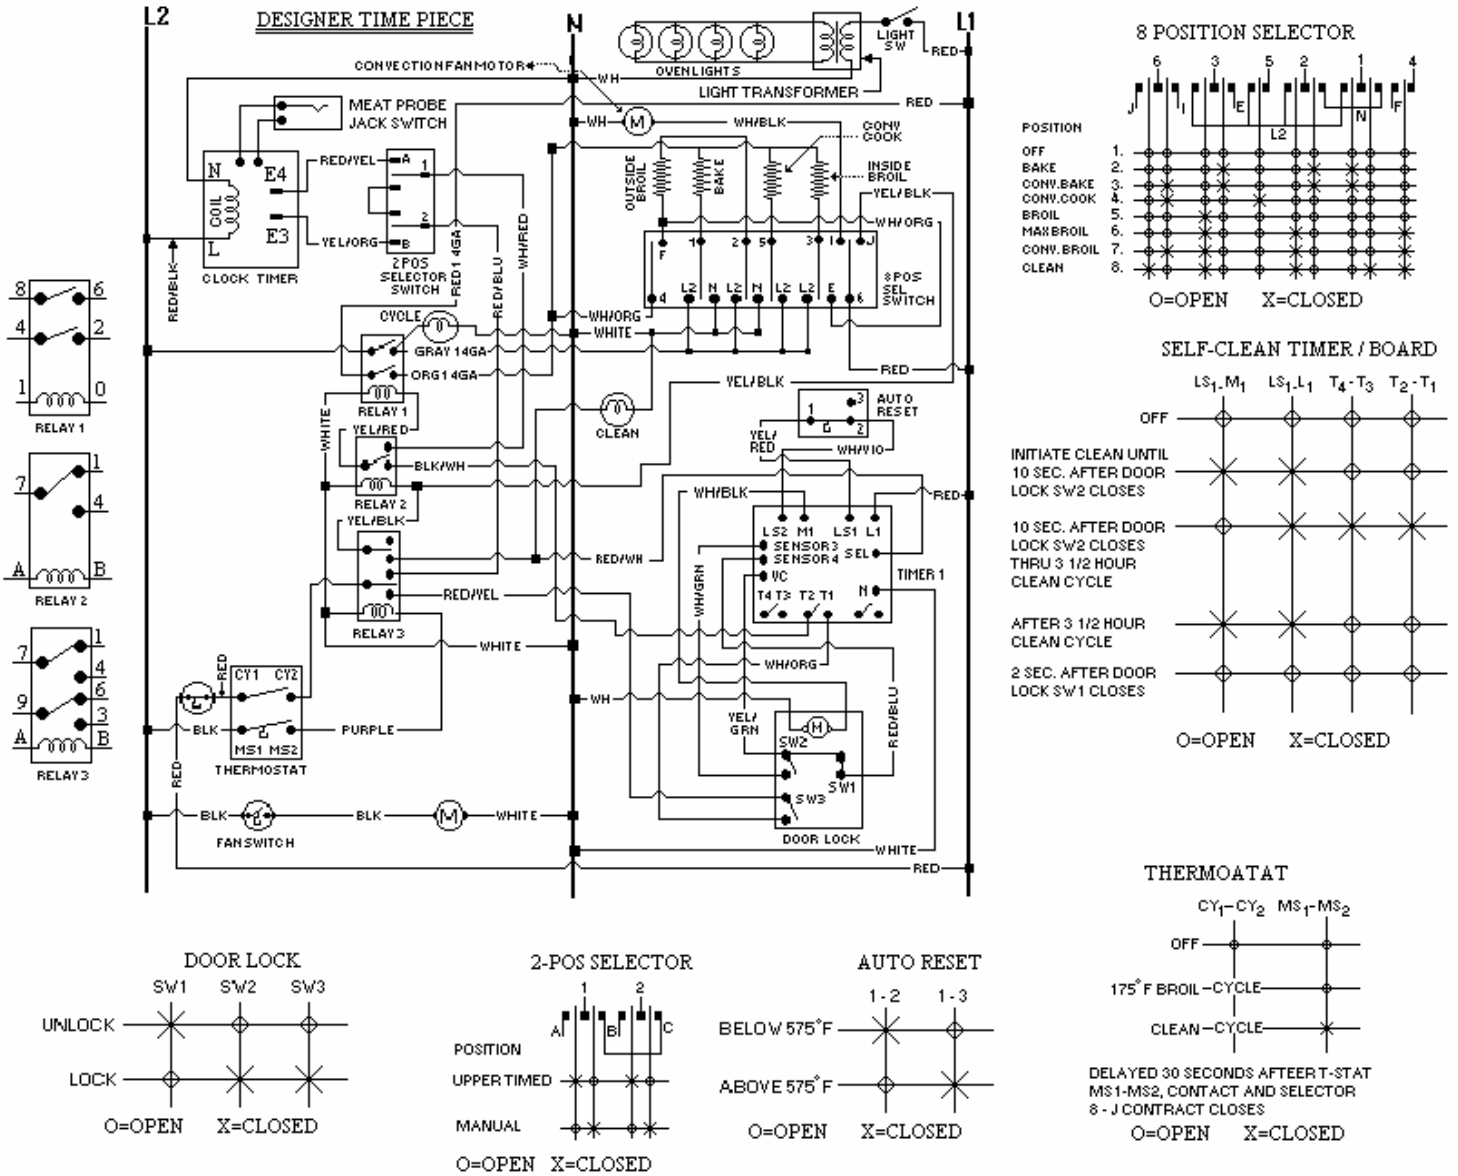 L2
DESIGNER TIME PIECE
N
L1
LIGHT
SW
RED
OVENLIGHTS
LIGHT TRANSFORMER
CONVECTIONFANMOTOR
WH
RED
MEAT PROBE
JACK SWITCH
WH
M
WH/BLK
CONV
COOK
N
E4
COIL
L
E3
CLOCK TIMER
RED/YEL
YEL/ORG
A
1
2
B
2POS
SELECTOR
SWITCH
RED/BLK
RED1 4GA
RED/BLU
WH/RED
OUTSIDE
BROIL
BAKE
INSIDE
BROIL
YEL/BLK
WH/ORG
F
1
2
5
3
1
J
8POS
SEL
SWITCH
4
L2
N
L2
N
L2
L2
E
6
WH/ORG
WHITE
CYCLE
GRAY 14GA
ORG14GA
RELAY 1
WHITE
YEL/RED
BLK/WH
RELAY 2
YEL/BLK
RED
YEL/BLK
CLEAN
1
3
2
AUTO
RESET
YEL/
RED
WH/VIO
WH/BLK
RED
LS2
M1
LS1
L1
SENSOR3
SENSOR4
VC
SEL
TIMER 1
T4 T3
T2 T1
N
RED/WH
RED/YEL
RELAY3
WH/GRN
WHITE
WH/ORG
RED
CY1
CY2
BLK
MS1 MS2
PURPLE
THERMOSTAT
WH
YEL/
GRN
M
RED/BLU
SW2
SW1
SW3
DOOR LOCK
RED
BLK
BLK
M
WHITE
FANSWITCH
WHITE
RED
8
6
4
2
1
0
RELAY 1
7
1
4
A
B
RELAY 2
7
1
4
9
6
3
A
B
RELAY3
8 POSITION SELECTOR
6
3
5
2
1
4
J
I
E
L2
N
F
POSITION
OFF 1.
BAKE 2.
CONV.BAKE 3.
CONV.COOK 4.
BROIL 5.
MAXBROIL 6.
CONV.BROIL 7.
CLEAN 8.
O=OPEN X=CLOSED
SELF-CLEAN TIMER / BOARD
LS1-M1 LS1-L1 T4-T3 T2-T1
OFF
INITIATE CLEAN UNTIL
10 SEC. AFTER DOOR
LOCK SW2 CLOSES
10 SEC. AFTER DOOR
LOCK SW2 CLOSES
THRU 3 1/2 HOUR
CLEAN CYCLE
AFTER 3 1/2 HOUR
CLEAN CYCLE
2 SEC. AFTER DOOR
LOCK SW1 CLOSES
O=OPEN X=CLOSED
THERMOATAT
CY1-CY2 MS1-MS2
OFF
175°F BROIL-CYCLE
CLEAN-CYCLE
DELAYED 30 SECONDS AFTEER T-STAT
MS1-MS2, CONTACT AND SELECTOR
8 - J CONTRACT CLOSES
O=OPEN X=CLOSED
DOOR LOCK
SW1 SW2 SW3
UNLOCK
LOCK
O=OPEN X=CLOSED
2-POS SELECTOR
1
2
A
B
C
POSITION
UPPER TIMED
MANUAL
O=OPEN X=CLOSED
AUTO RESET
1-2 1-3
BELOW 575°F
ABOVE 575°F
O=OPEN X=CLOSED